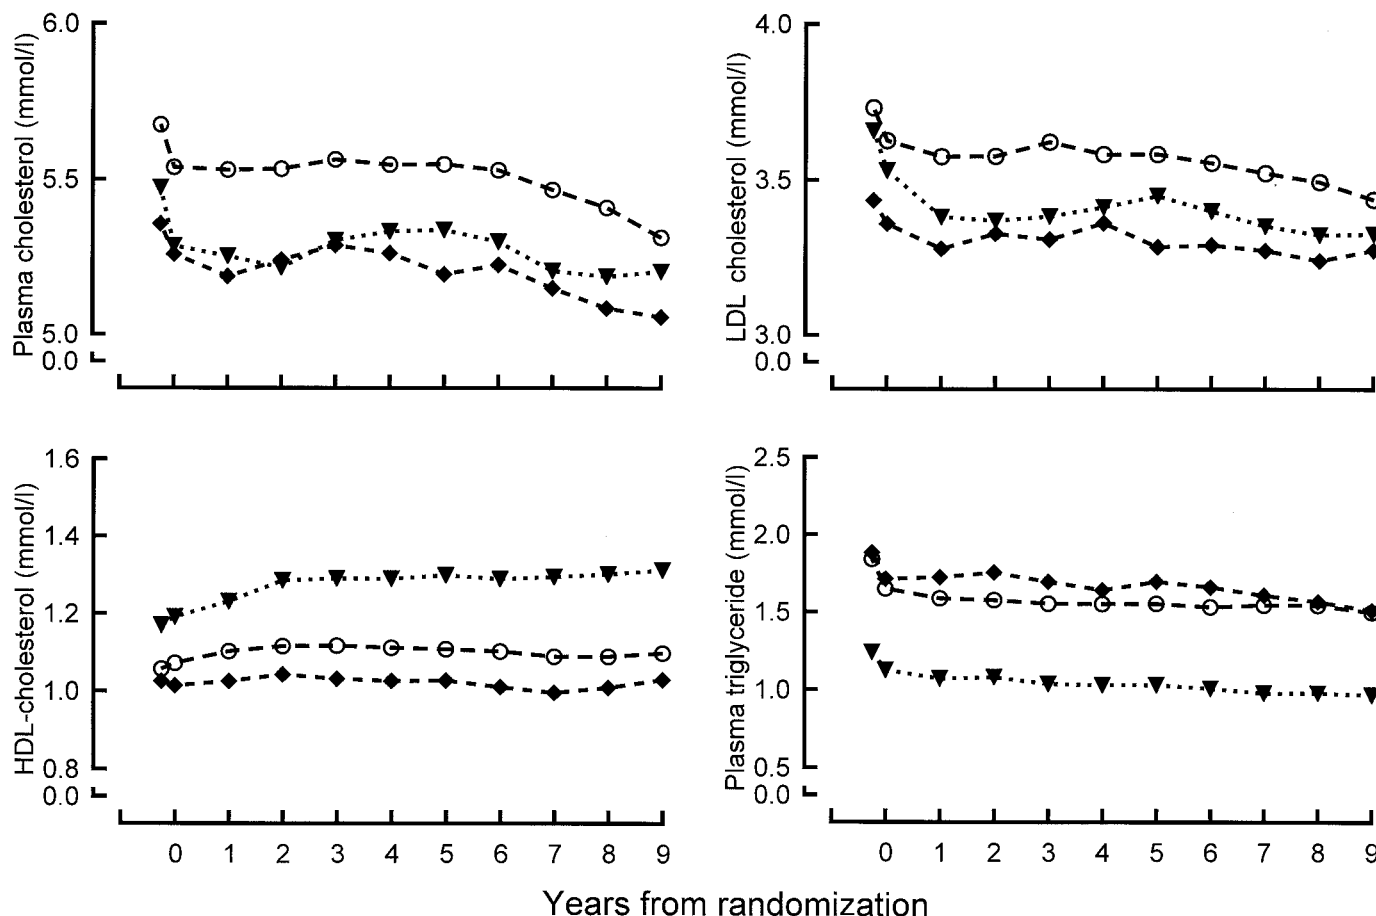 Plasma cholesterol (mmol/l)
6.0
5.5
5.0
0.0
LDL cholesterol (mmol/l)
4.0
3.5
3.0
0.0
HDL-cholesterol (mmol/l)
1.6
1.4
1.2
1.0
0.8
0.0
0 1 2 3 4 5 6 7 8 9
Plasma triglyceride (mmol/l)
2.5
2.0
1.5
1.0
0.5
0.0
0 1 2 3 4 5 6 7 8 9
Years from randomization